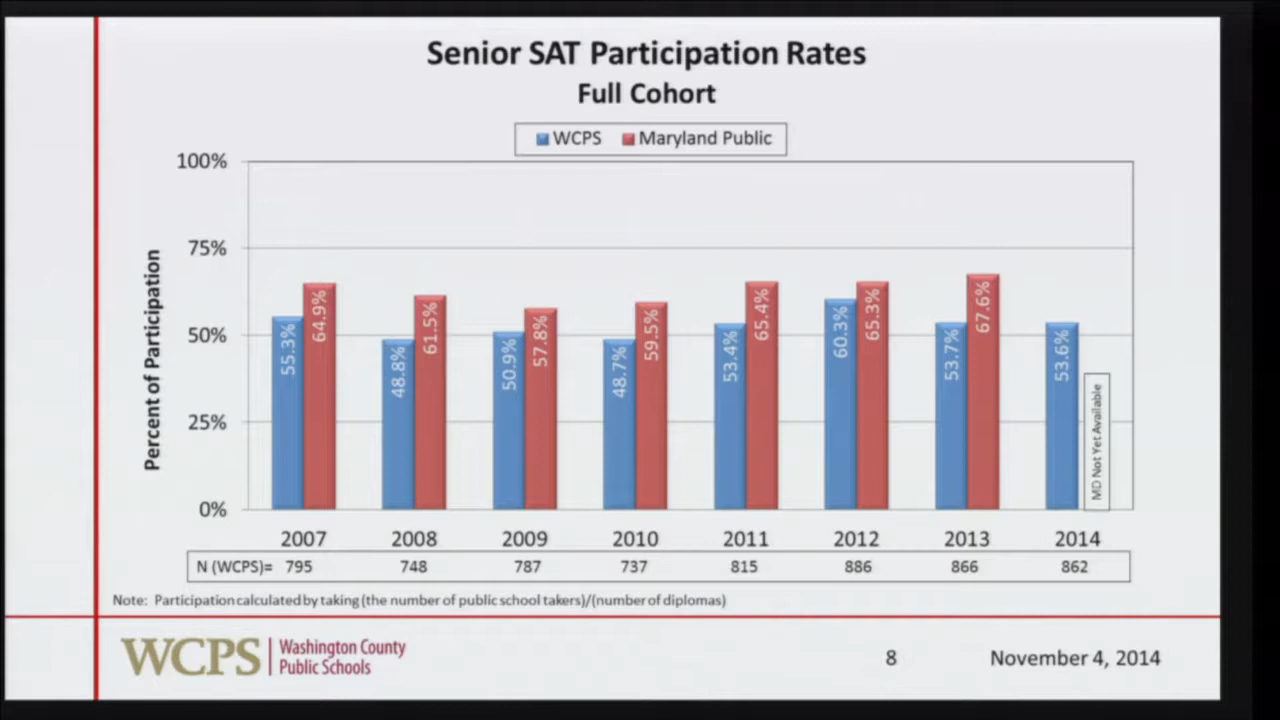 Senior SAT Participation Rates
Full Cohort
WCPS Maryland Public
100%
75%
50%
25%
0%
Percent of Participation
55.3% 64.9% 48.8% 61.5% 50.9% 57.8% 48.7% 59.5% 53.4% 65.4% 60.3% 65.3% 53.7% 67.6% 53.6% MD Not Yet Available
2007 2008 2009 2010 2011 2012 2013 2014
N (WCPS)= 795 748 787 737 815 886 866 862
Note: Participation calculated by taking (the number of public school takers)/(number of diplomas)
WCPS Washington County
Public Schools
8 November 4, 2014